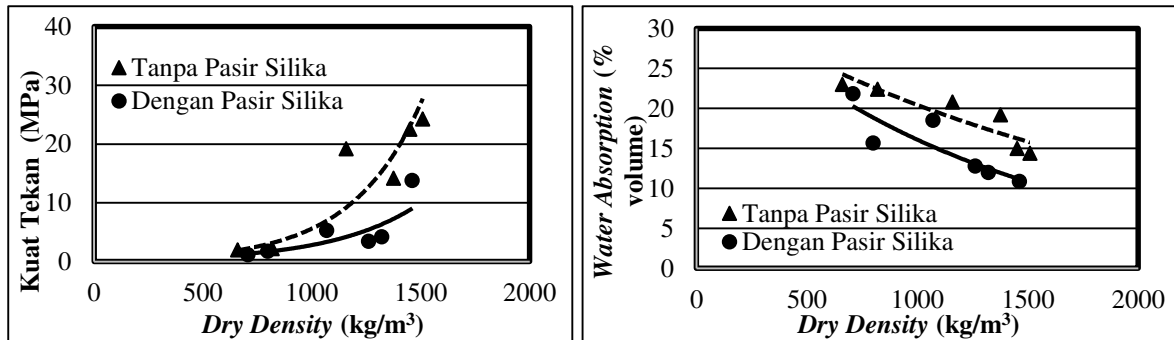 Kuat Tekan (MPa)
40
30
20
10
0
Tanpa Pasir Silika
Dengan Pasir Silika
0 500 1000 1500 2000
Dry Density (kg/m³)
Water Absorption (%
volume)
30
25
20
15
10
5
0
Tanpa Pasir Silika
Dengan Pasir Silika
0 500 1000 1500 2000
Dry Density (kg/m³)